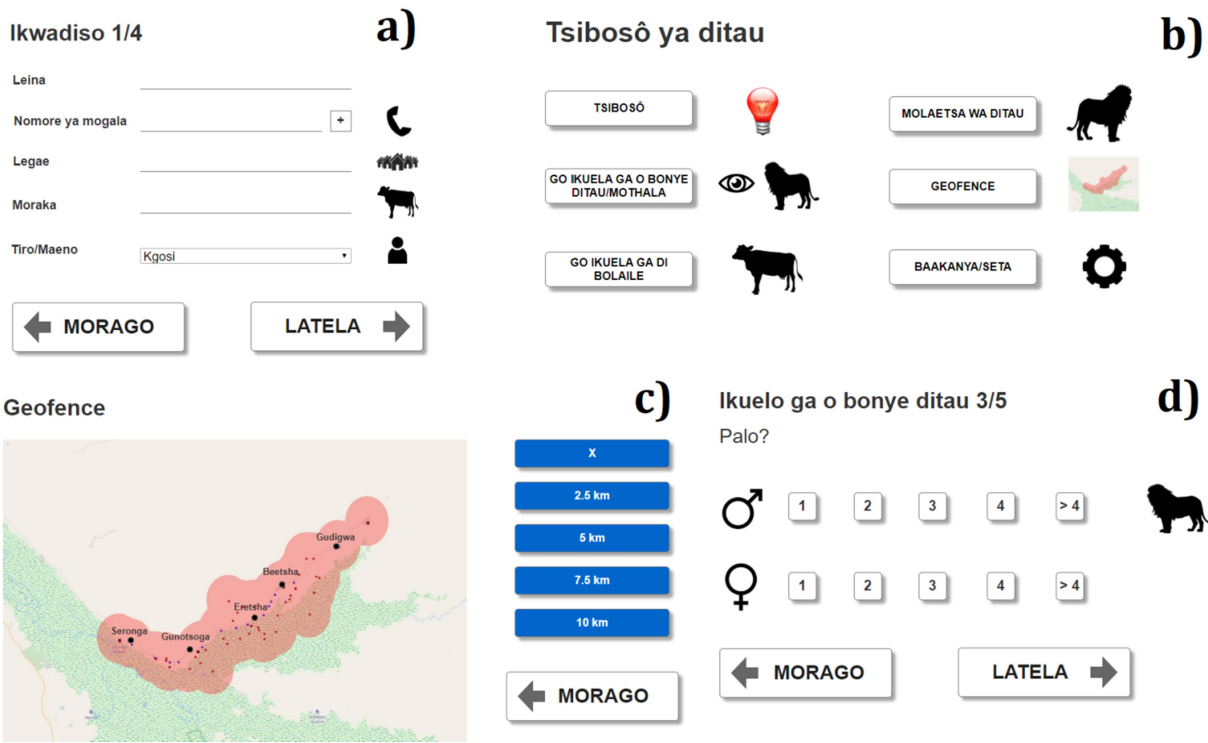 Ikwadiso 1/4
a)
Leina
Nomore ya mogala
+
Legae
Moraka
Tiro/Maeno
Kgosi
MORAGO
LATELA
Tsibosô ya ditau
b)
TSIBOSÔ
MOLAETSA WA DITAU
GO IKUELA GA O BONYE
DITAU/MOTHALA
GEOFENCE
GO IKUELA GA DI
BOLAILE
BAAKANYA/SETA
Geofence
c)
Gudigwa
Beetsha
Eretsha
Seronga
Gunotsoga
X
2.5 km
5 km
7.5 km
10 km
MORAGO
Ikuelo ga o bonye ditau 3/5
d)
Palo?
1 2 3 4 > 4
1 2 3 4 > 4
MORAGO
LATELA